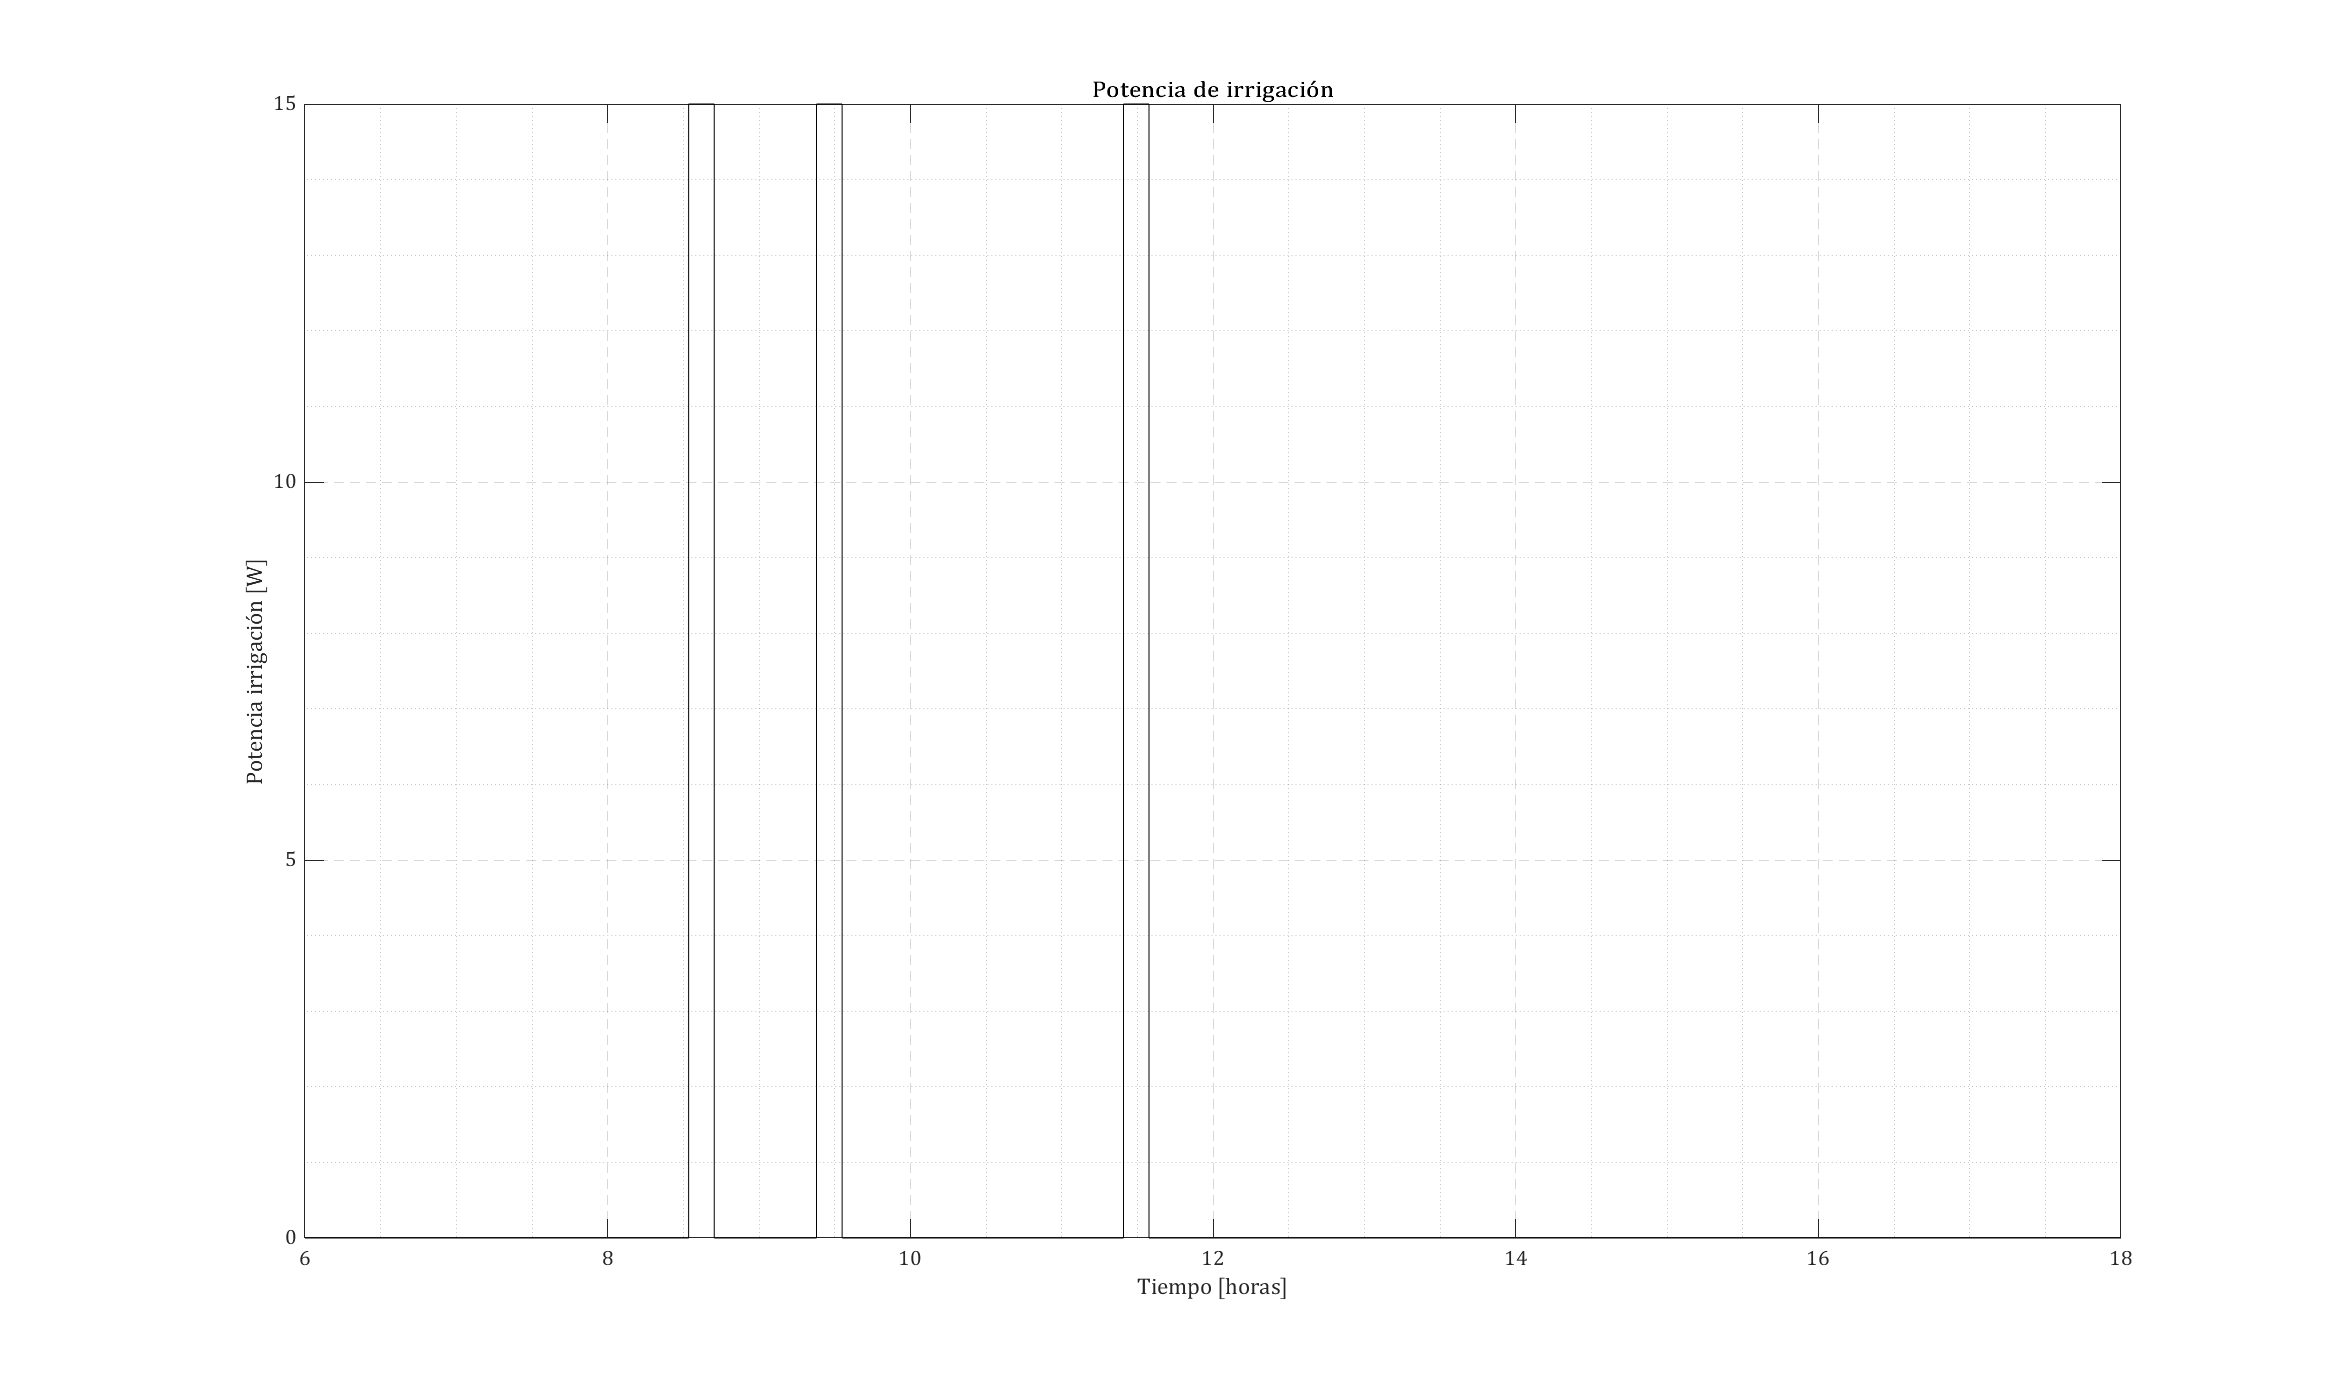 Potencia de irrigación
15
10
5
0
Potencia irrigación [W]
6 8 10 12 14 16 18
Tiempo [horas]